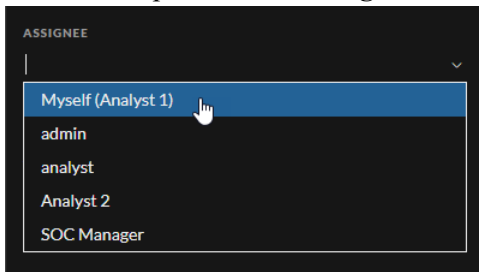 ASSIGNEE
Myself (Analyst 1)
admin
analyst
Analyst 2
SOC Manager